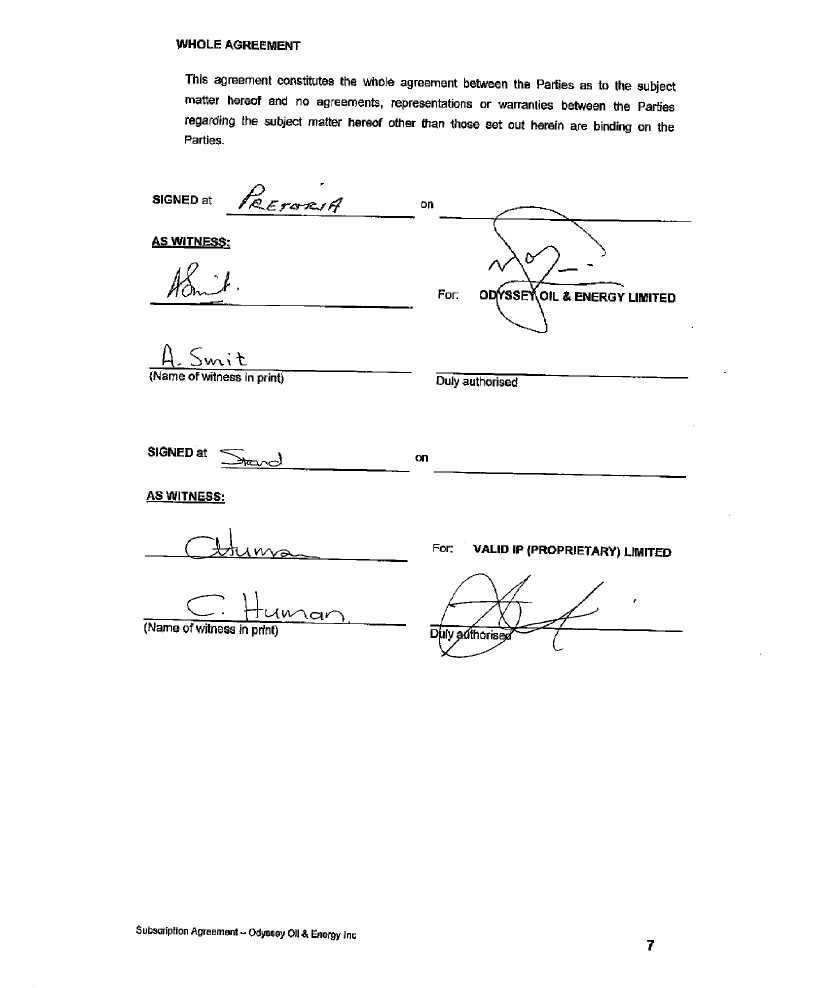 WHOLE AGREEMENT
This agreement constitutes the whole agreement between the Parties as to the subject
matter hereof and no agreements, representations or warranties between the Parties
regarding the subject matter hereof other than those set out herein are binding on the
Parties.
SIGNED at PRETORIA on
AS WITNESS:
ASmit.
For: ODYSSEY OIL & ENERGY LIMITED
A. Smit
(Name of witness in print) Duly authorised
SIGNED at Strand on
AS WITNESS:
CHuman
For: VALID IP (PROPRIETARY) LIMITED
C. Human.
(Name of witness in print) Duly authorised
Subscription Agreement – Odyssey Oil & Energy Inc
7